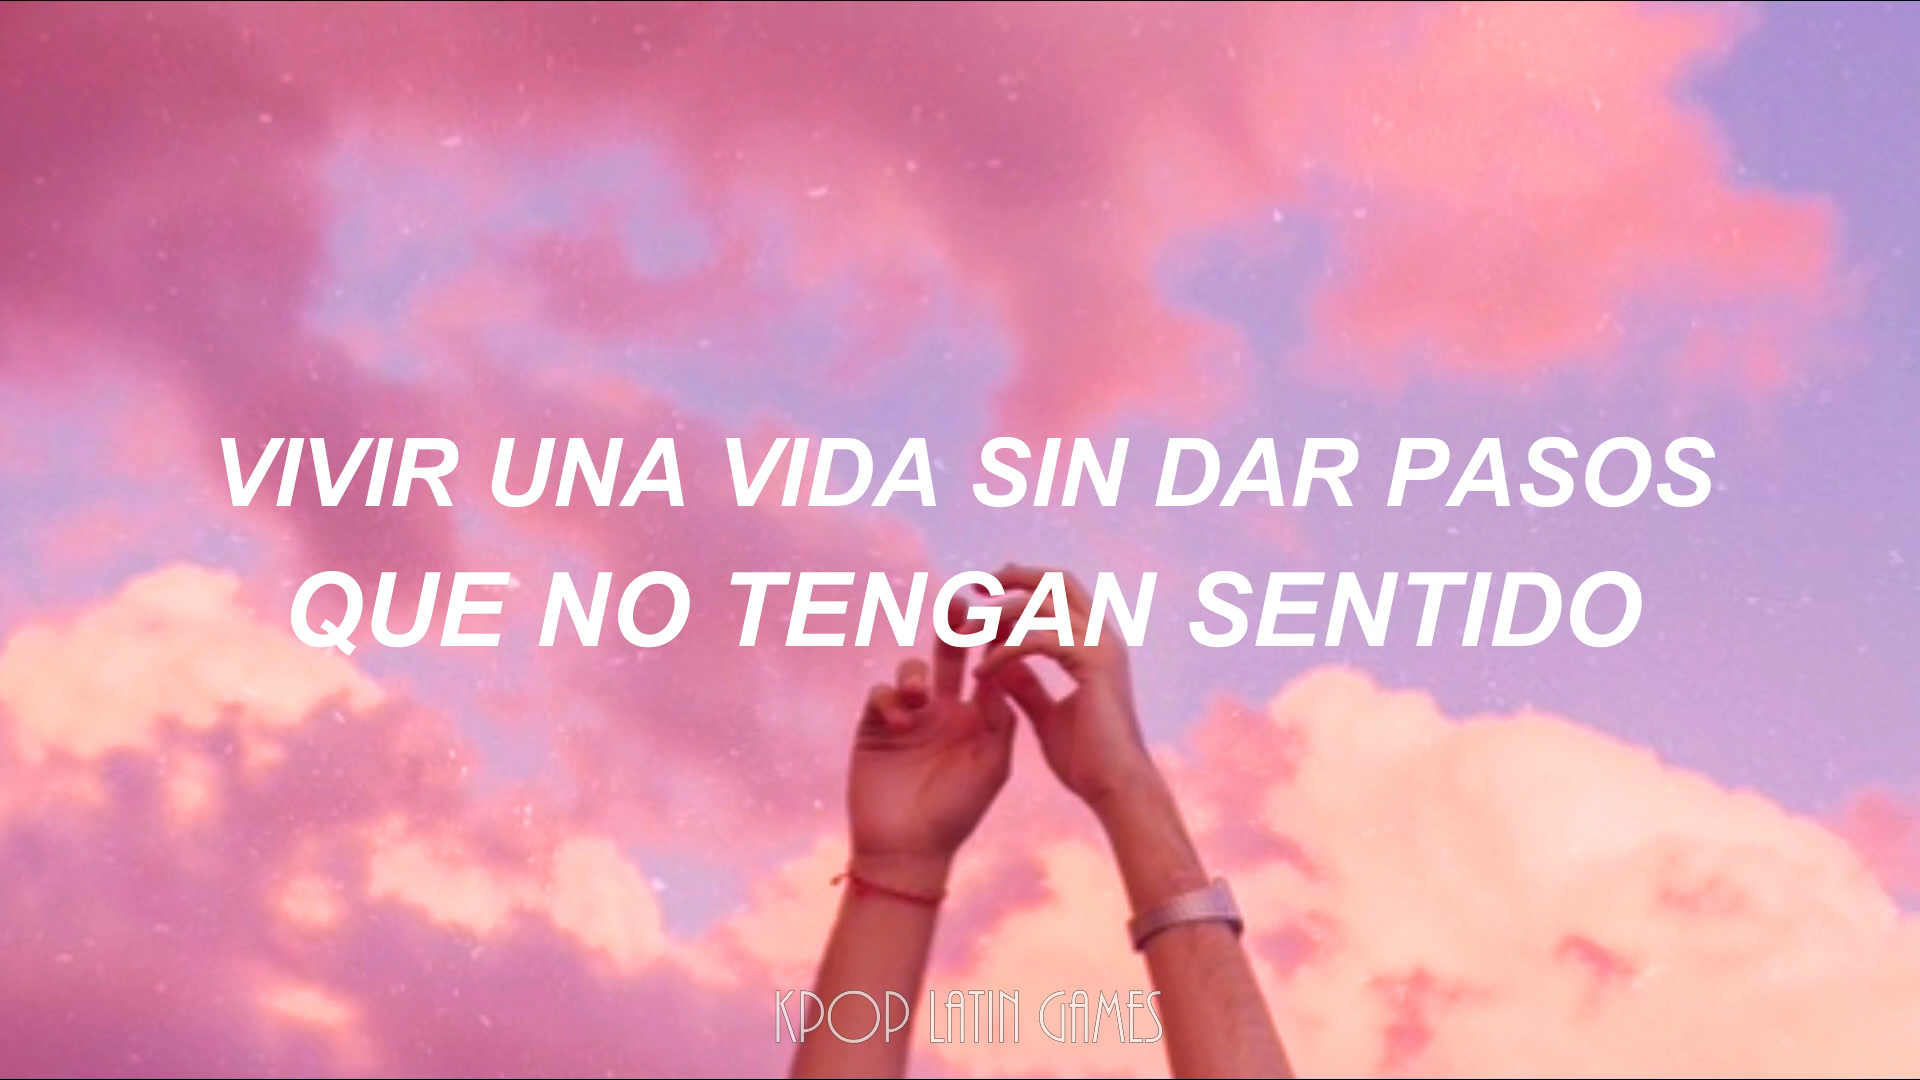 VIVIR UNA VIDA SIN DAR PASOS
QUE NO TENGAN SENTIDO
KPOP LATIN GAMES